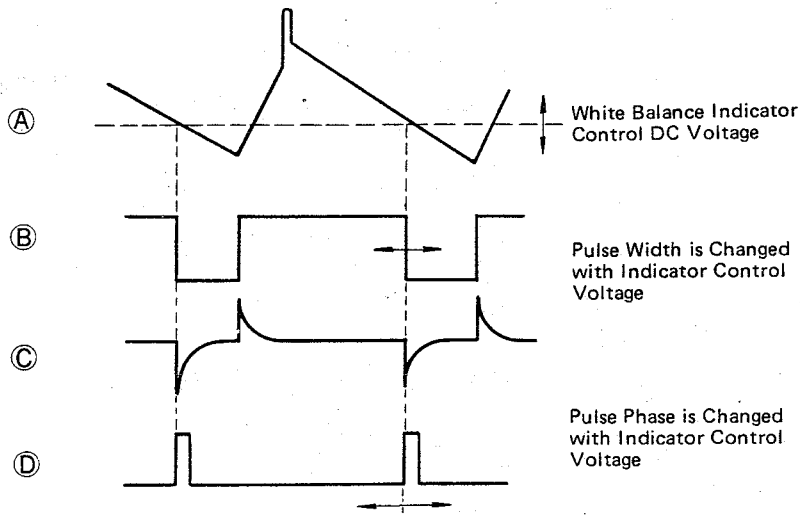 Ⓐ
White Balance Indicator
Control DC Voltage
Ⓑ
Pulse Width is Changed
with Indicator Control
Voltage
Ⓒ
Pulse Phase is Changed
with Indicator Control
Voltage
Ⓓ